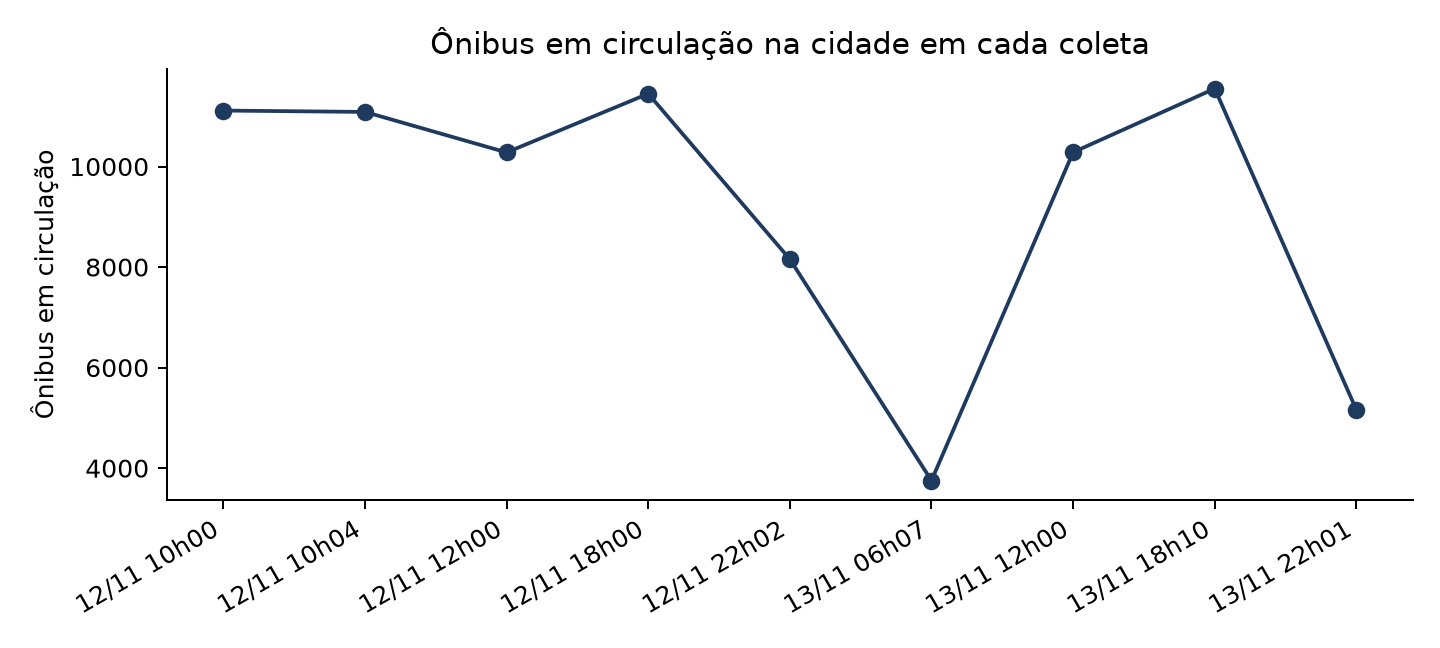 Ônibus em circulação na cidade em cada coleta
Ônibus em circulação
10000
8000
6000
4000
12/11 10h00
12/11 10h04
12/11 12h00
12/11 18h00
12/11 22h02
13/11 06h07
13/11 12h00
13/11 18h10
13/11 22h01